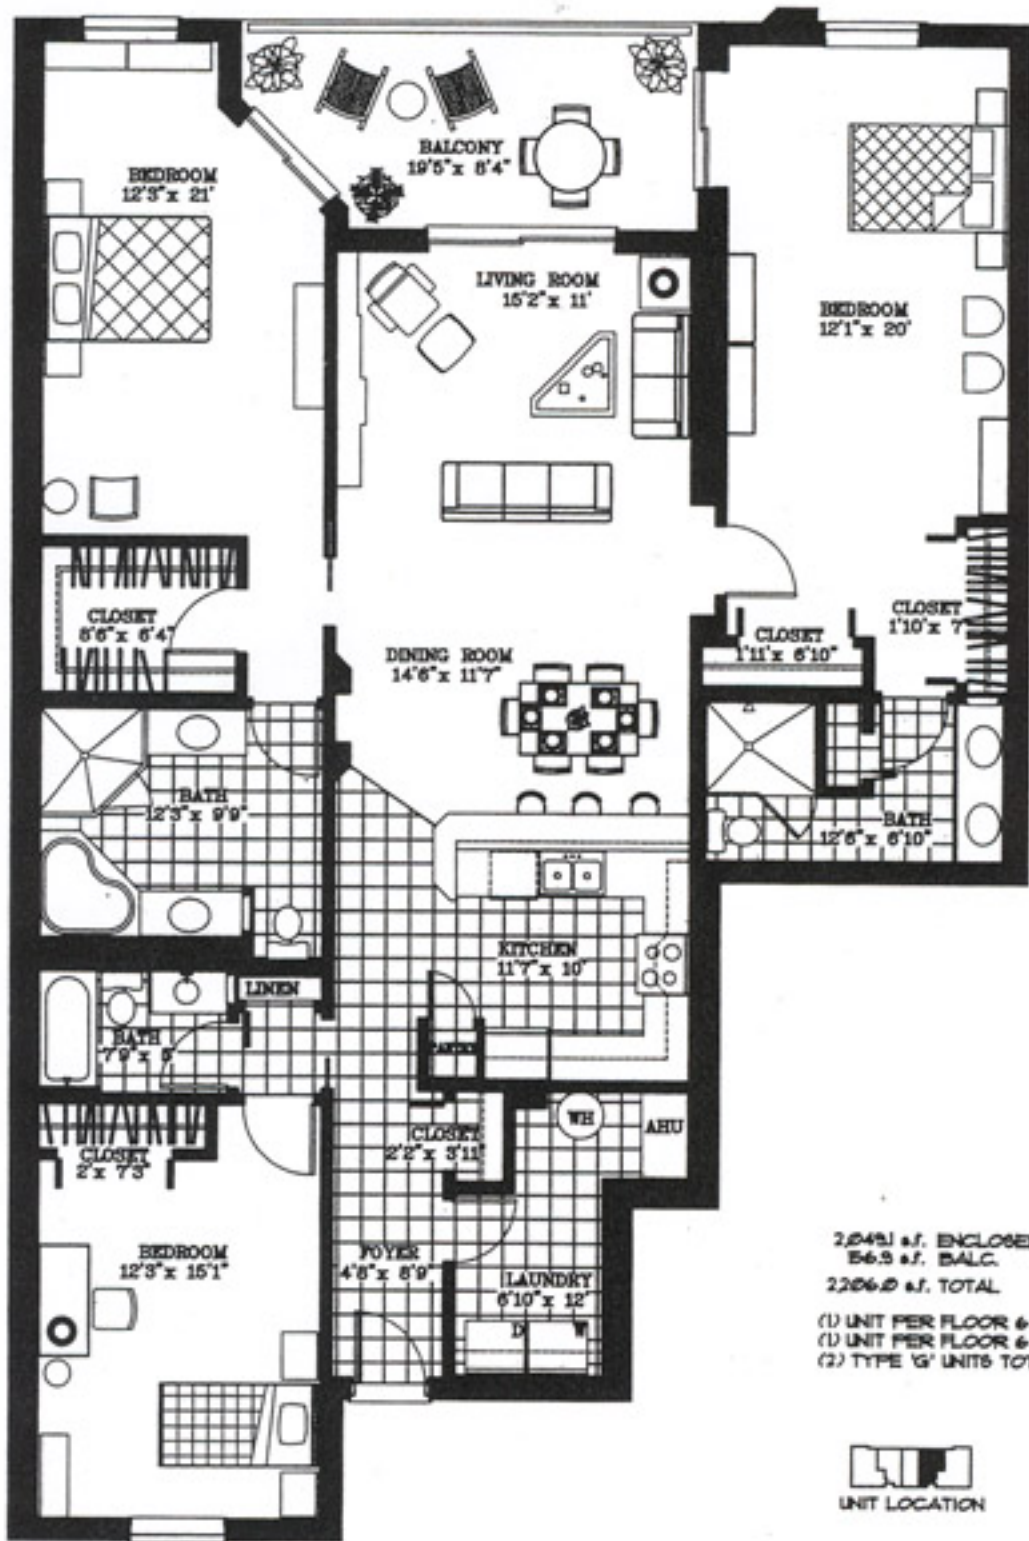 BALCONY
19'5" x 8'4"
BEDROOM
12'3" x 21'
LIVING ROOM
15'2" x 11'
BEDROOM
12'1" x 20'
CLOSET
8'6" x 6'4"
CLOSET
1'10" x 7'
CLOSET
1'11" x 6'10"
DINING ROOM
14'6" x 11'7"
BATH
12'3" x 9'9"
BATH
12'6" x 6'10"
KITCHEN
11'7" x 10'
LINEN
BATH
7'9" x 5'
PANTRY
WH
AHU
CLOSET
2'2" x 3'11"
CLOSET
2' x 7'3"
BEDROOM
12'3" x 15'1"
FOYER
4'8" x 8'9"
LAUNDRY
6'10" x 12'
D W
2,049.1 s.f. ENCLOSE
156.9 s.f. BALC.
2,206.0 s.f. TOTAL
(1) UNIT PER FLOOR 6
(1) UNIT PER FLOOR 6
(2) TYPE 'G' UNITS TO
UNIT LOCATION